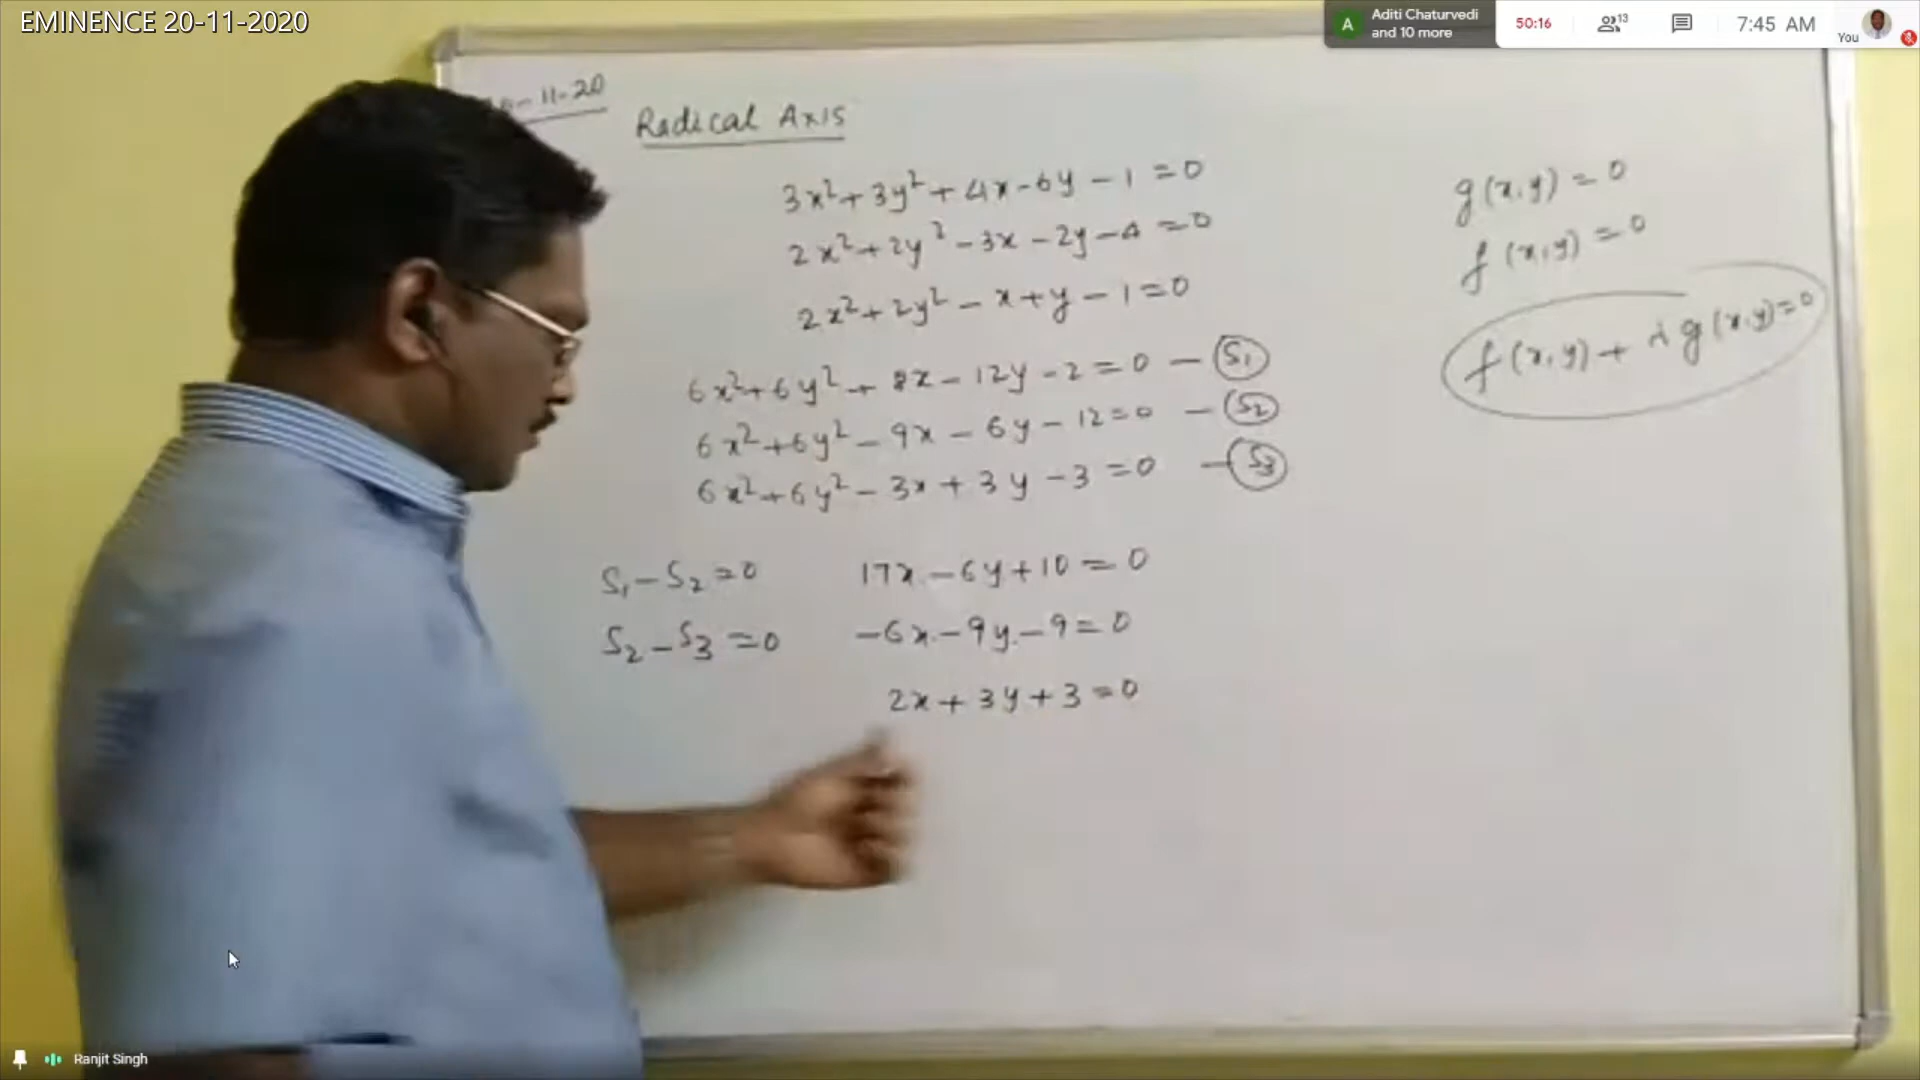 EMINENCE 20-11-2020
A
Aditi Chaturvedi
and 10 more
50:16
13
7:45 AM
You
-11-20
Radical Axis
3x²+3y²+4x-6y-1=0
2x²+2y²-3x-2y-4=0
2x²+2y²-x+y-1=0
6x²+6y²+8x-12y-2=0 — S₁
6x²+6y²-9x-6y-12=0 — S₂
6x²+6y²-3x+3y-3=0 — S₃
S₁-S₂=0 17x-6y+10=0
S₂-S₃=0 -6x-9y-9=0
2x+3y+3=0
g(x,y)=0
f(x,y)=0
f(x,y)+λg(x,y)=0
Ranjit Singh